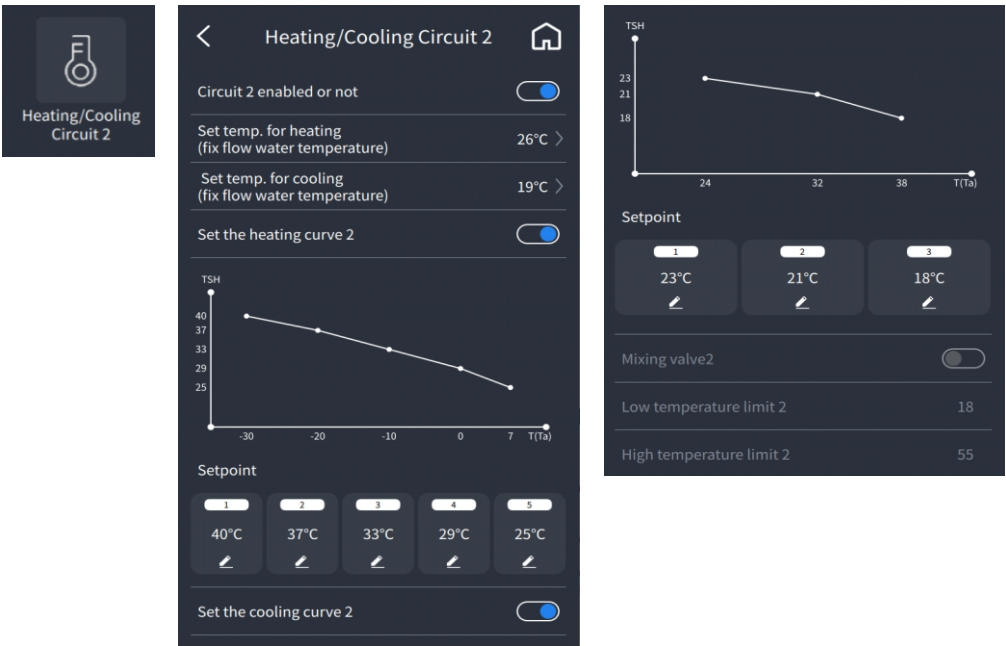 F
Heating/Cooling
Circuit 2
Heating/Cooling Circuit 2
Circuit 2 enabled or not
Set temp. for heating
(fix flow water temperature)
26°C
Set temp. for cooling
(fix flow water temperature)
19°C
Set the heating curve 2
TSH
40
37
33
29
25
-30 -20 -10 0 7 T(Ta)
Setpoint
1 2 3 4 5
40°C 37°C 33°C 29°C 25°C
Set the cooling curve 2
TSH
23
21
18
24 32 38 T(Ta)
Setpoint
1 2 3
23°C 21°C 18°C
Mixing valve2
Low temperature limit 2 18
High temperature limit 2 55